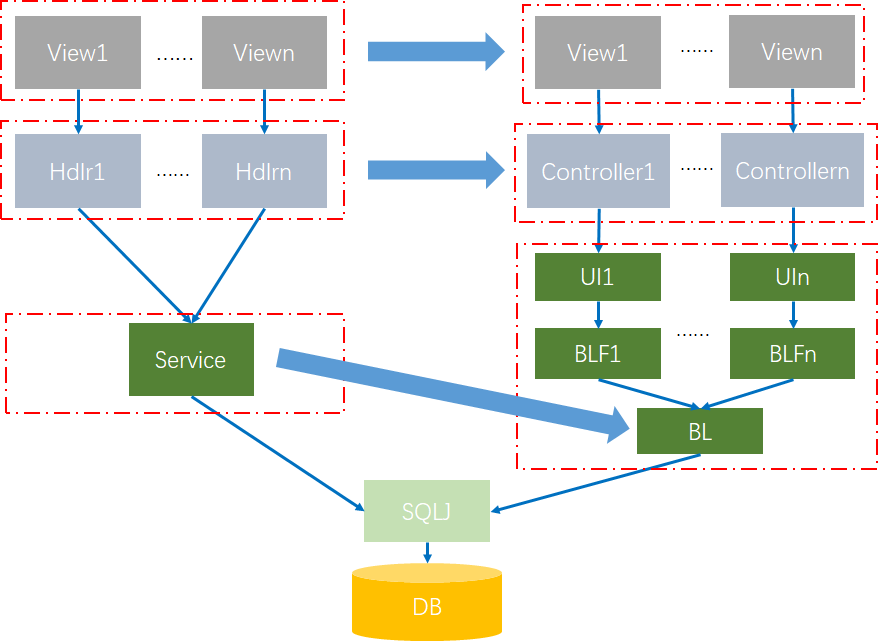 View1 ...... Viewn
View1 ...... Viewn
Hdlr1 ...... Hdlrn
Controller1 ...... Controllern
UI1 UIn
Service
BLF1 ...... BLFn
BL
SQLJ
DB